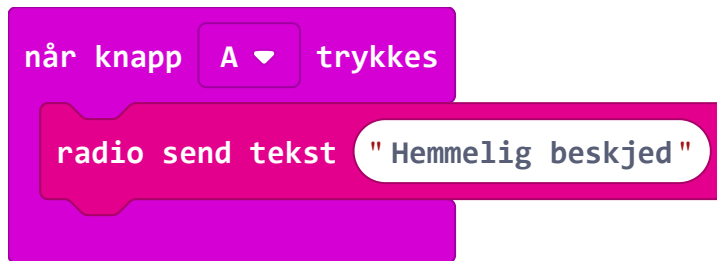 når knapp A trykkes
radio send tekst "Hemmelig beskjed"